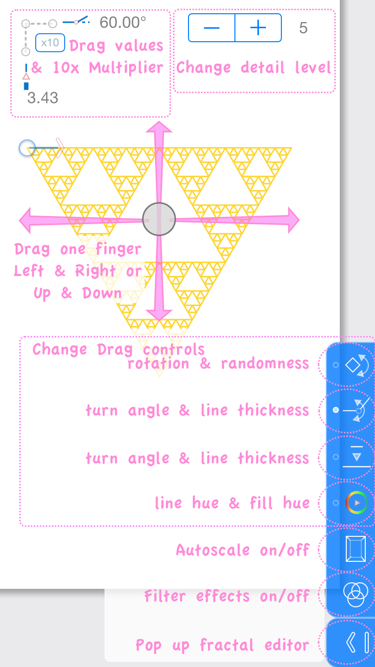 60.00°
x10
Drag values
& 10x Multiplier
3.43
5
Change detail level
Drag one finger
Left & Right or
Up & Down
Change Drag controls
rotation & randomness
turn angle & line thickness
turn angle & line thickness
line hue & fill hue
Autoscale on/off
Filter effects on/off
Pop up fractal editor